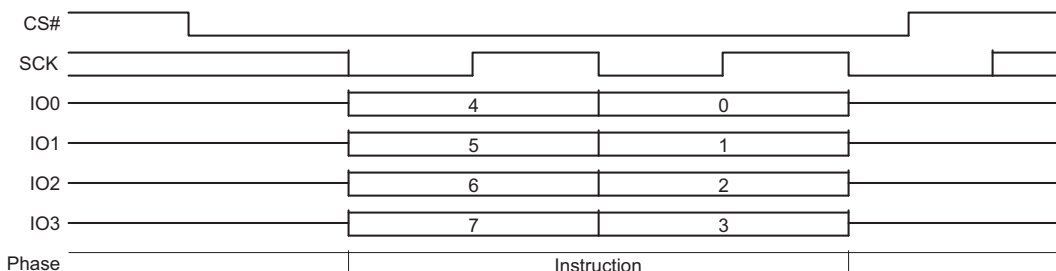 CS#
SCK
IO0 4 0
IO1 5 1
IO2 6 2
IO3 7 3
Phase Instruction